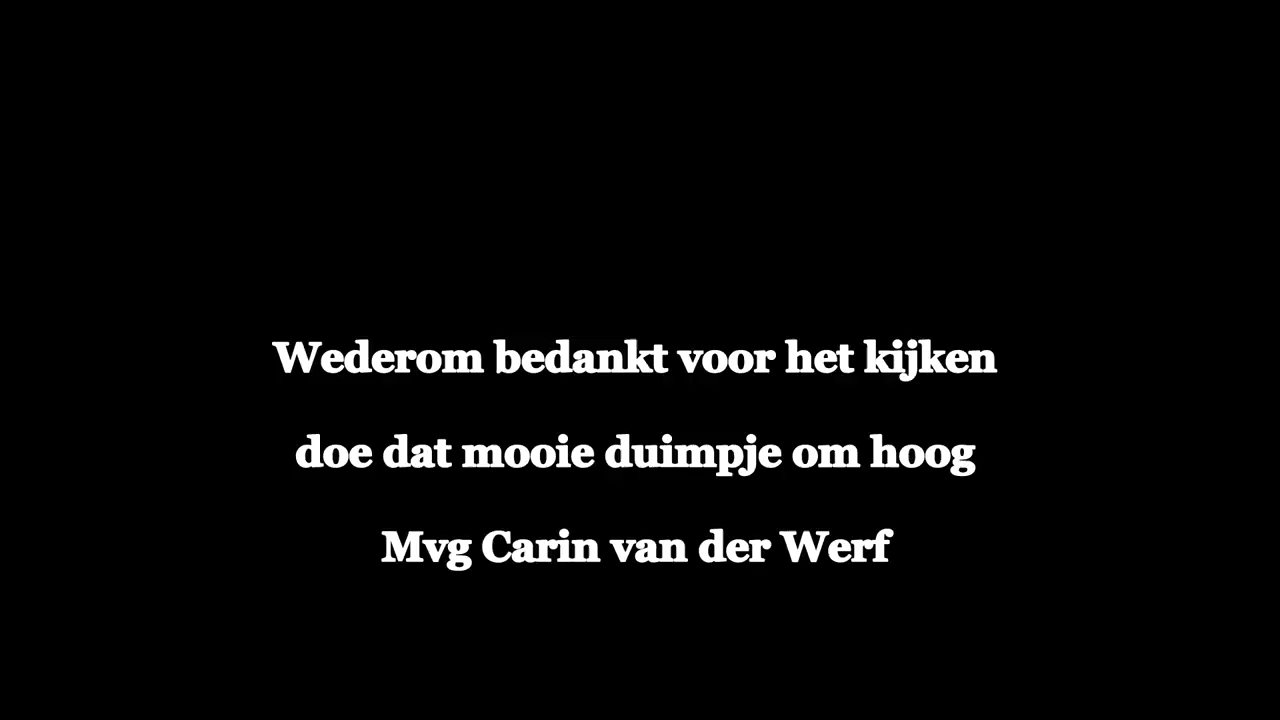 Wederom bedankt voor het kijken
doe dat mooie duimpje om hoog
Mvg Carin van der Werf